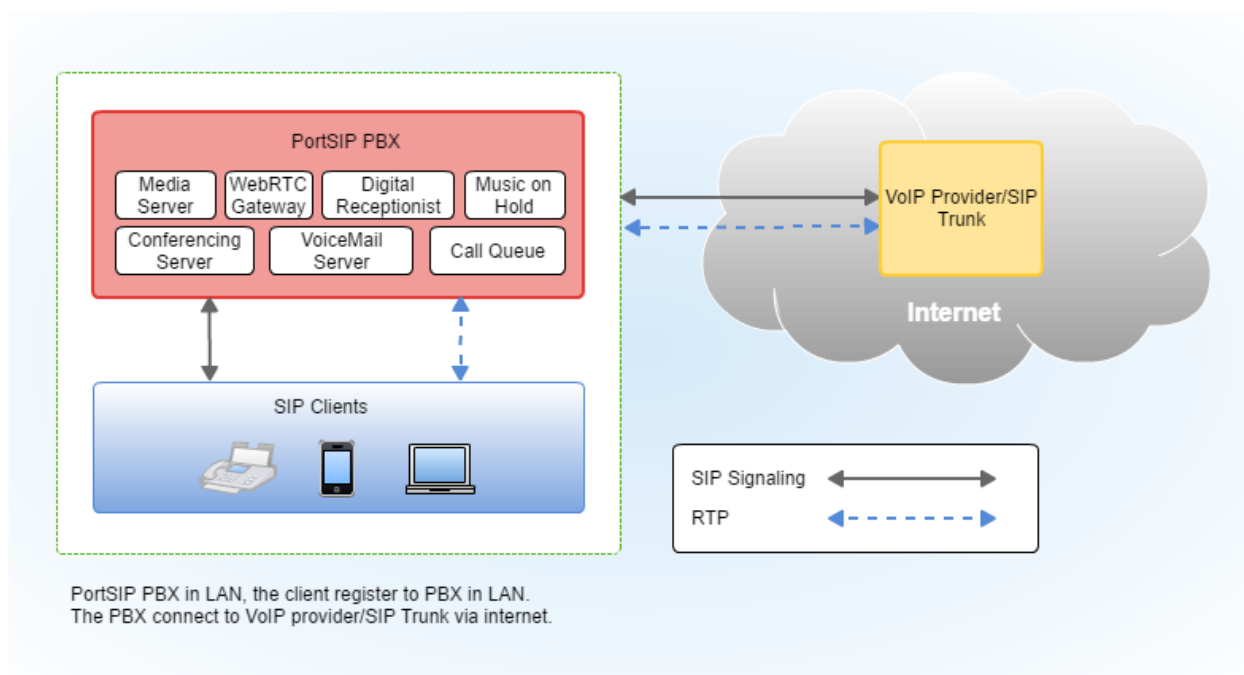 PortSIP PBX
Media
Server
WebRTC
Gateway
Digital
Receptionist
Music on
Hold
Conferencing
Server
VoiceMail
Server
Call Queue
SIP Clients
VoIP Provider/SIP
Trunk
Internet
SIP Signaling
RTP
PortSIP PBX in LAN, the client register to PBX in LAN.
The PBX connect to VoIP provider/SIP Trunk via internet.